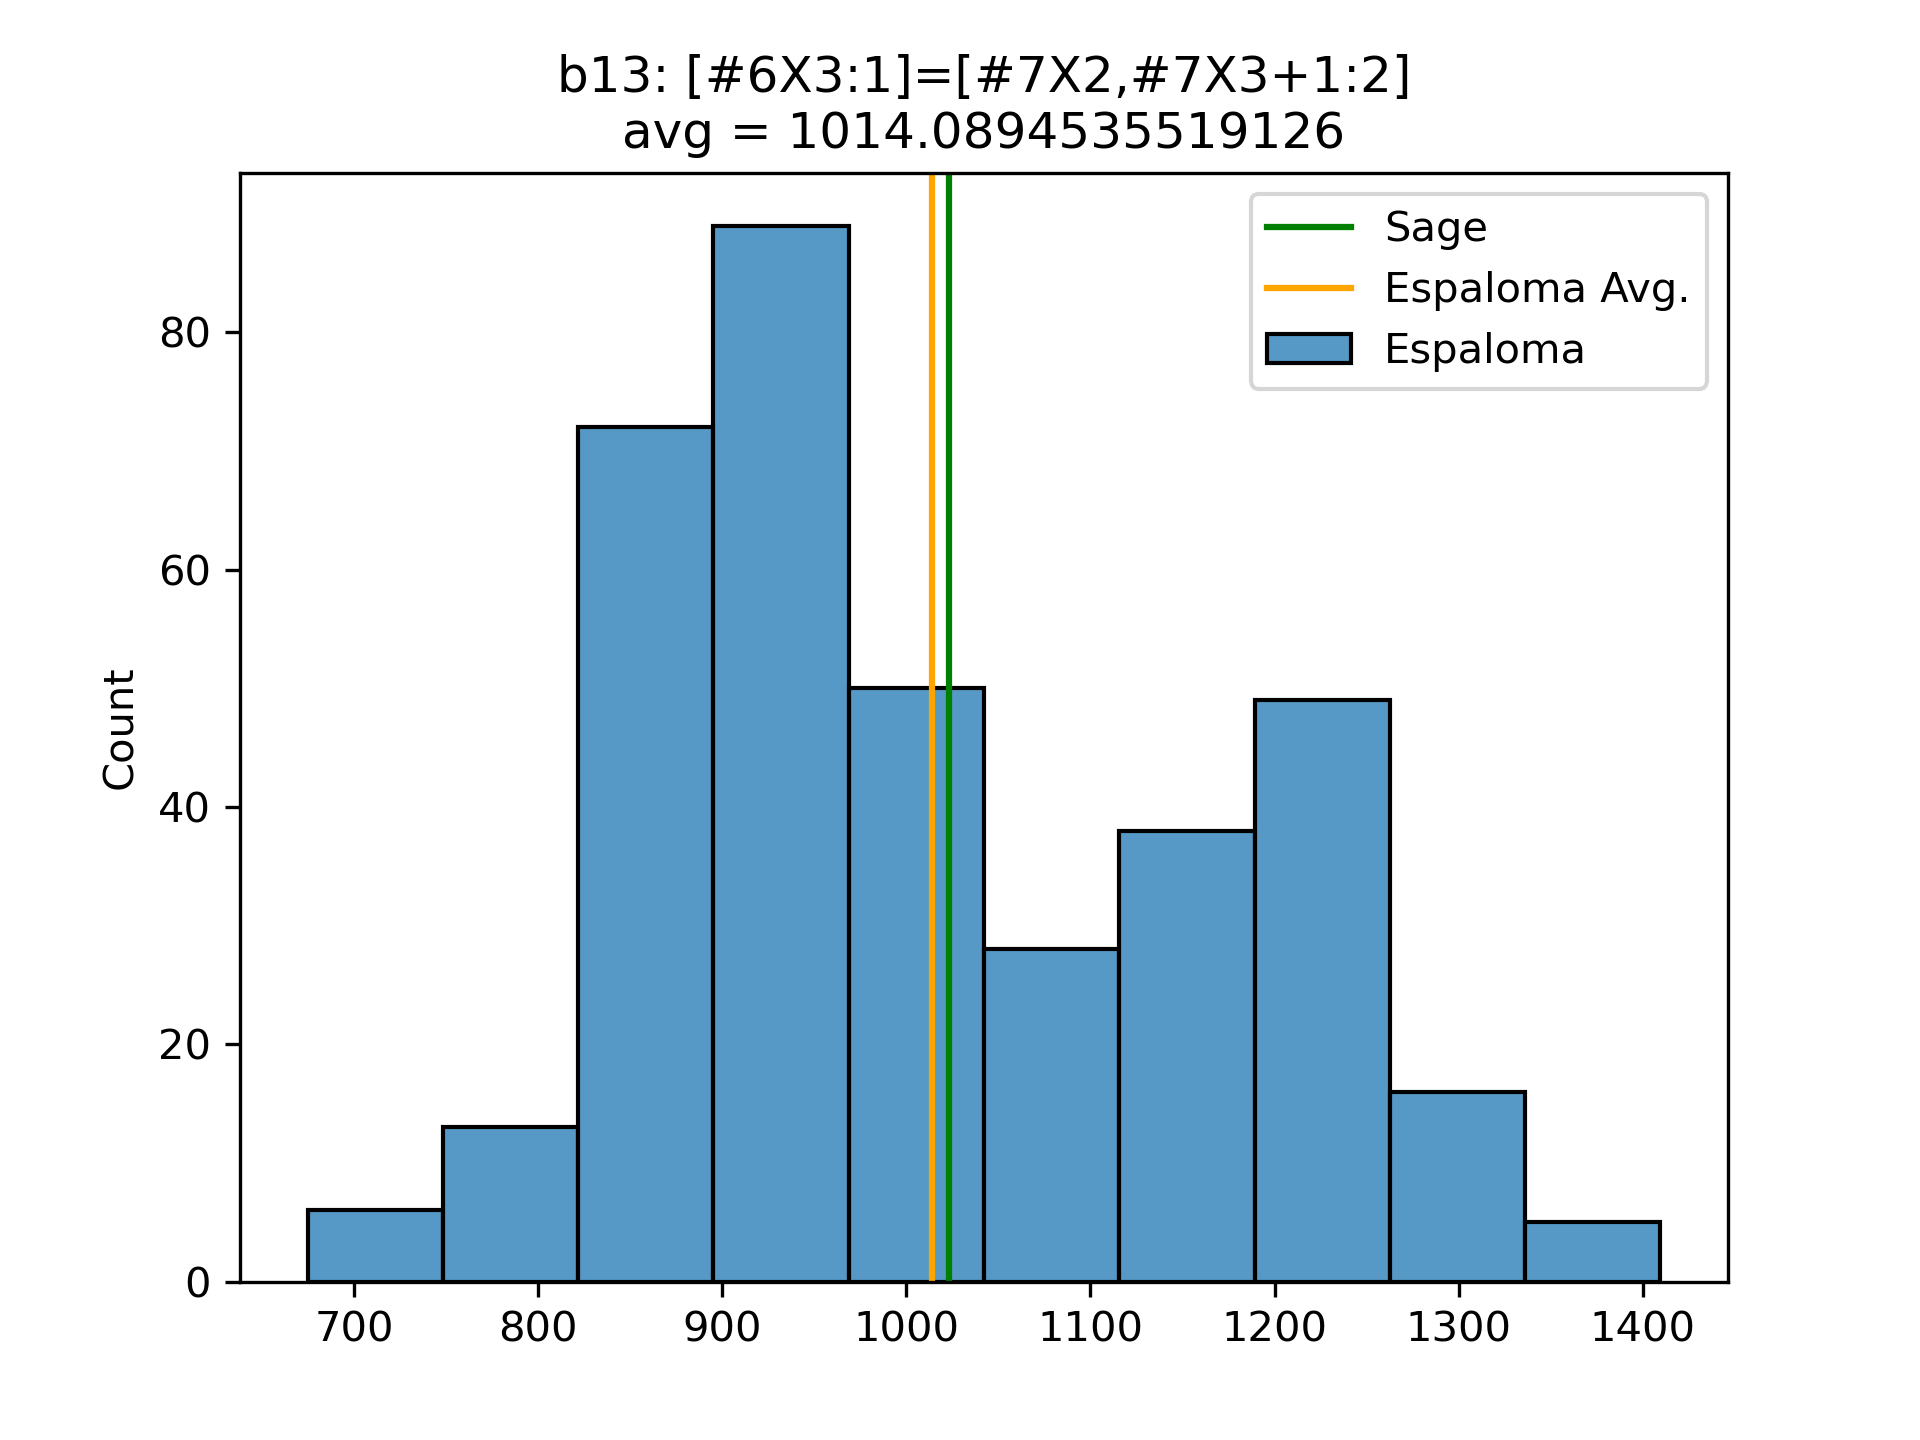 b13: [#6X3:1]=[#7X2,#7X3+1:2]
avg = 1014.0894535519126
Sage
Espaloma Avg.
Espaloma
80
60
40
20
0
Count
700 800 900 1000 1100 1200 1300 1400